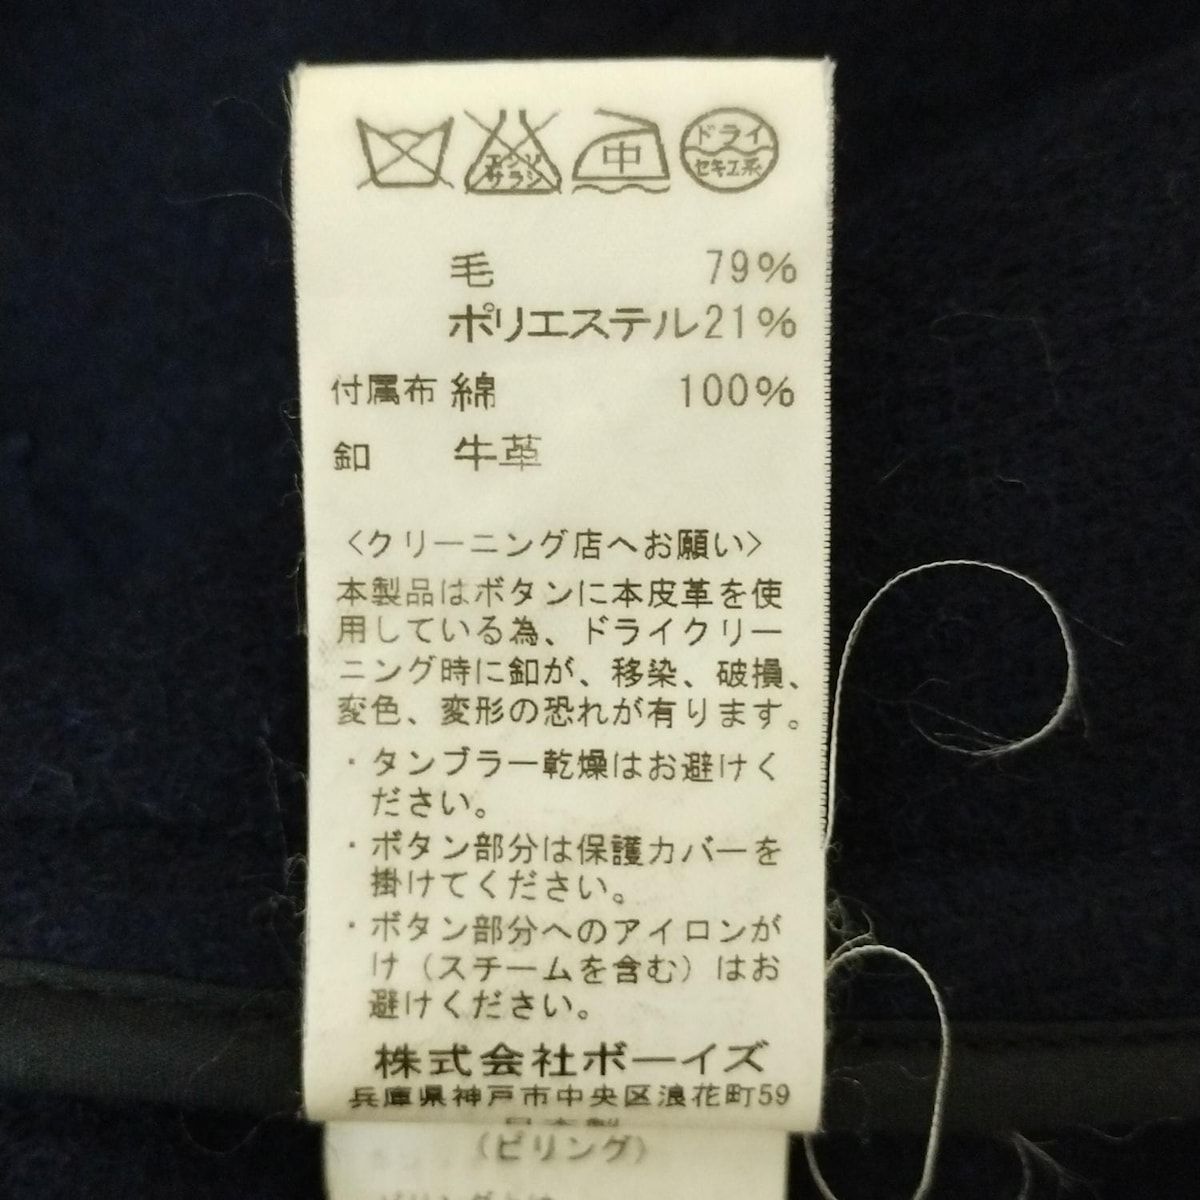 エンソ
サラシ
中
ドライ
セキユ系
毛 79%
ポリエステル21%
付属布 綿 100%
釦 牛革
<クリーニング店へお願い>
本製品はボタンに本皮革を使
用している為、ドライクリー
ニング時に釦が、移染、破損、
変色、変形の恐れが有ります。
・タンブラー乾燥はお避けく
ださい。
・ボタン部分は保護カバーを
掛けてください。
・ボタン部分へのアイロンが
け（スチームを含む）はお
避けください。
株式会社ボーイズ
兵庫県神戸市中央区浪花町59
(ピリング)